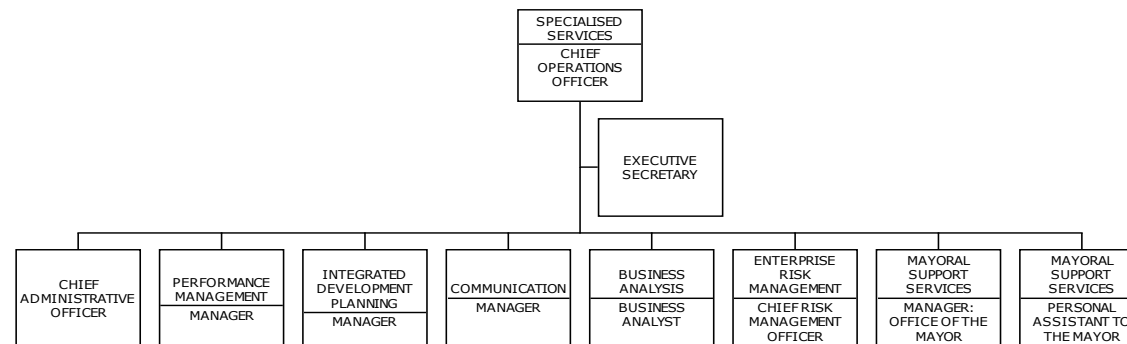 SPECIALISED
SERVICES
CHIEF
OPERATIONS
OFFICER
EXECUTIVE
SECRETARY
CHIEF
ADMINISTRATIVE
OFFICER
PERFORMANCE
MANAGEMENT
MANAGER
INTEGRATED
DEVELOPMENT
PLANNING
MANAGER
COMMUNICATION
MANAGER
BUSINESS
ANALYSIS
BUSINESS
ANALYST
ENTERPRISE
RISK
MANAGEMENT
CHIEF RISK
MANAGEMENT
OFFICER
MAYORAL
SUPPORT
SERVICES
MANAGER:
OFFICE OF THE
MAYOR
MAYORAL
SUPPORT
SERVICES
PERSONAL
ASSISTANT TO
THE MAYOR